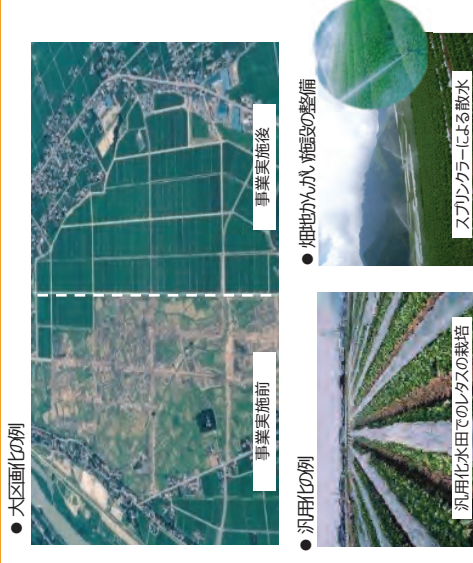 ● 大区画化の例
事業実施前
事業実施後
● 汎用化の例
汎用化水田でのレタスの栽培
● 畑地かんがい施設の整備
スプリンクラーによる散水